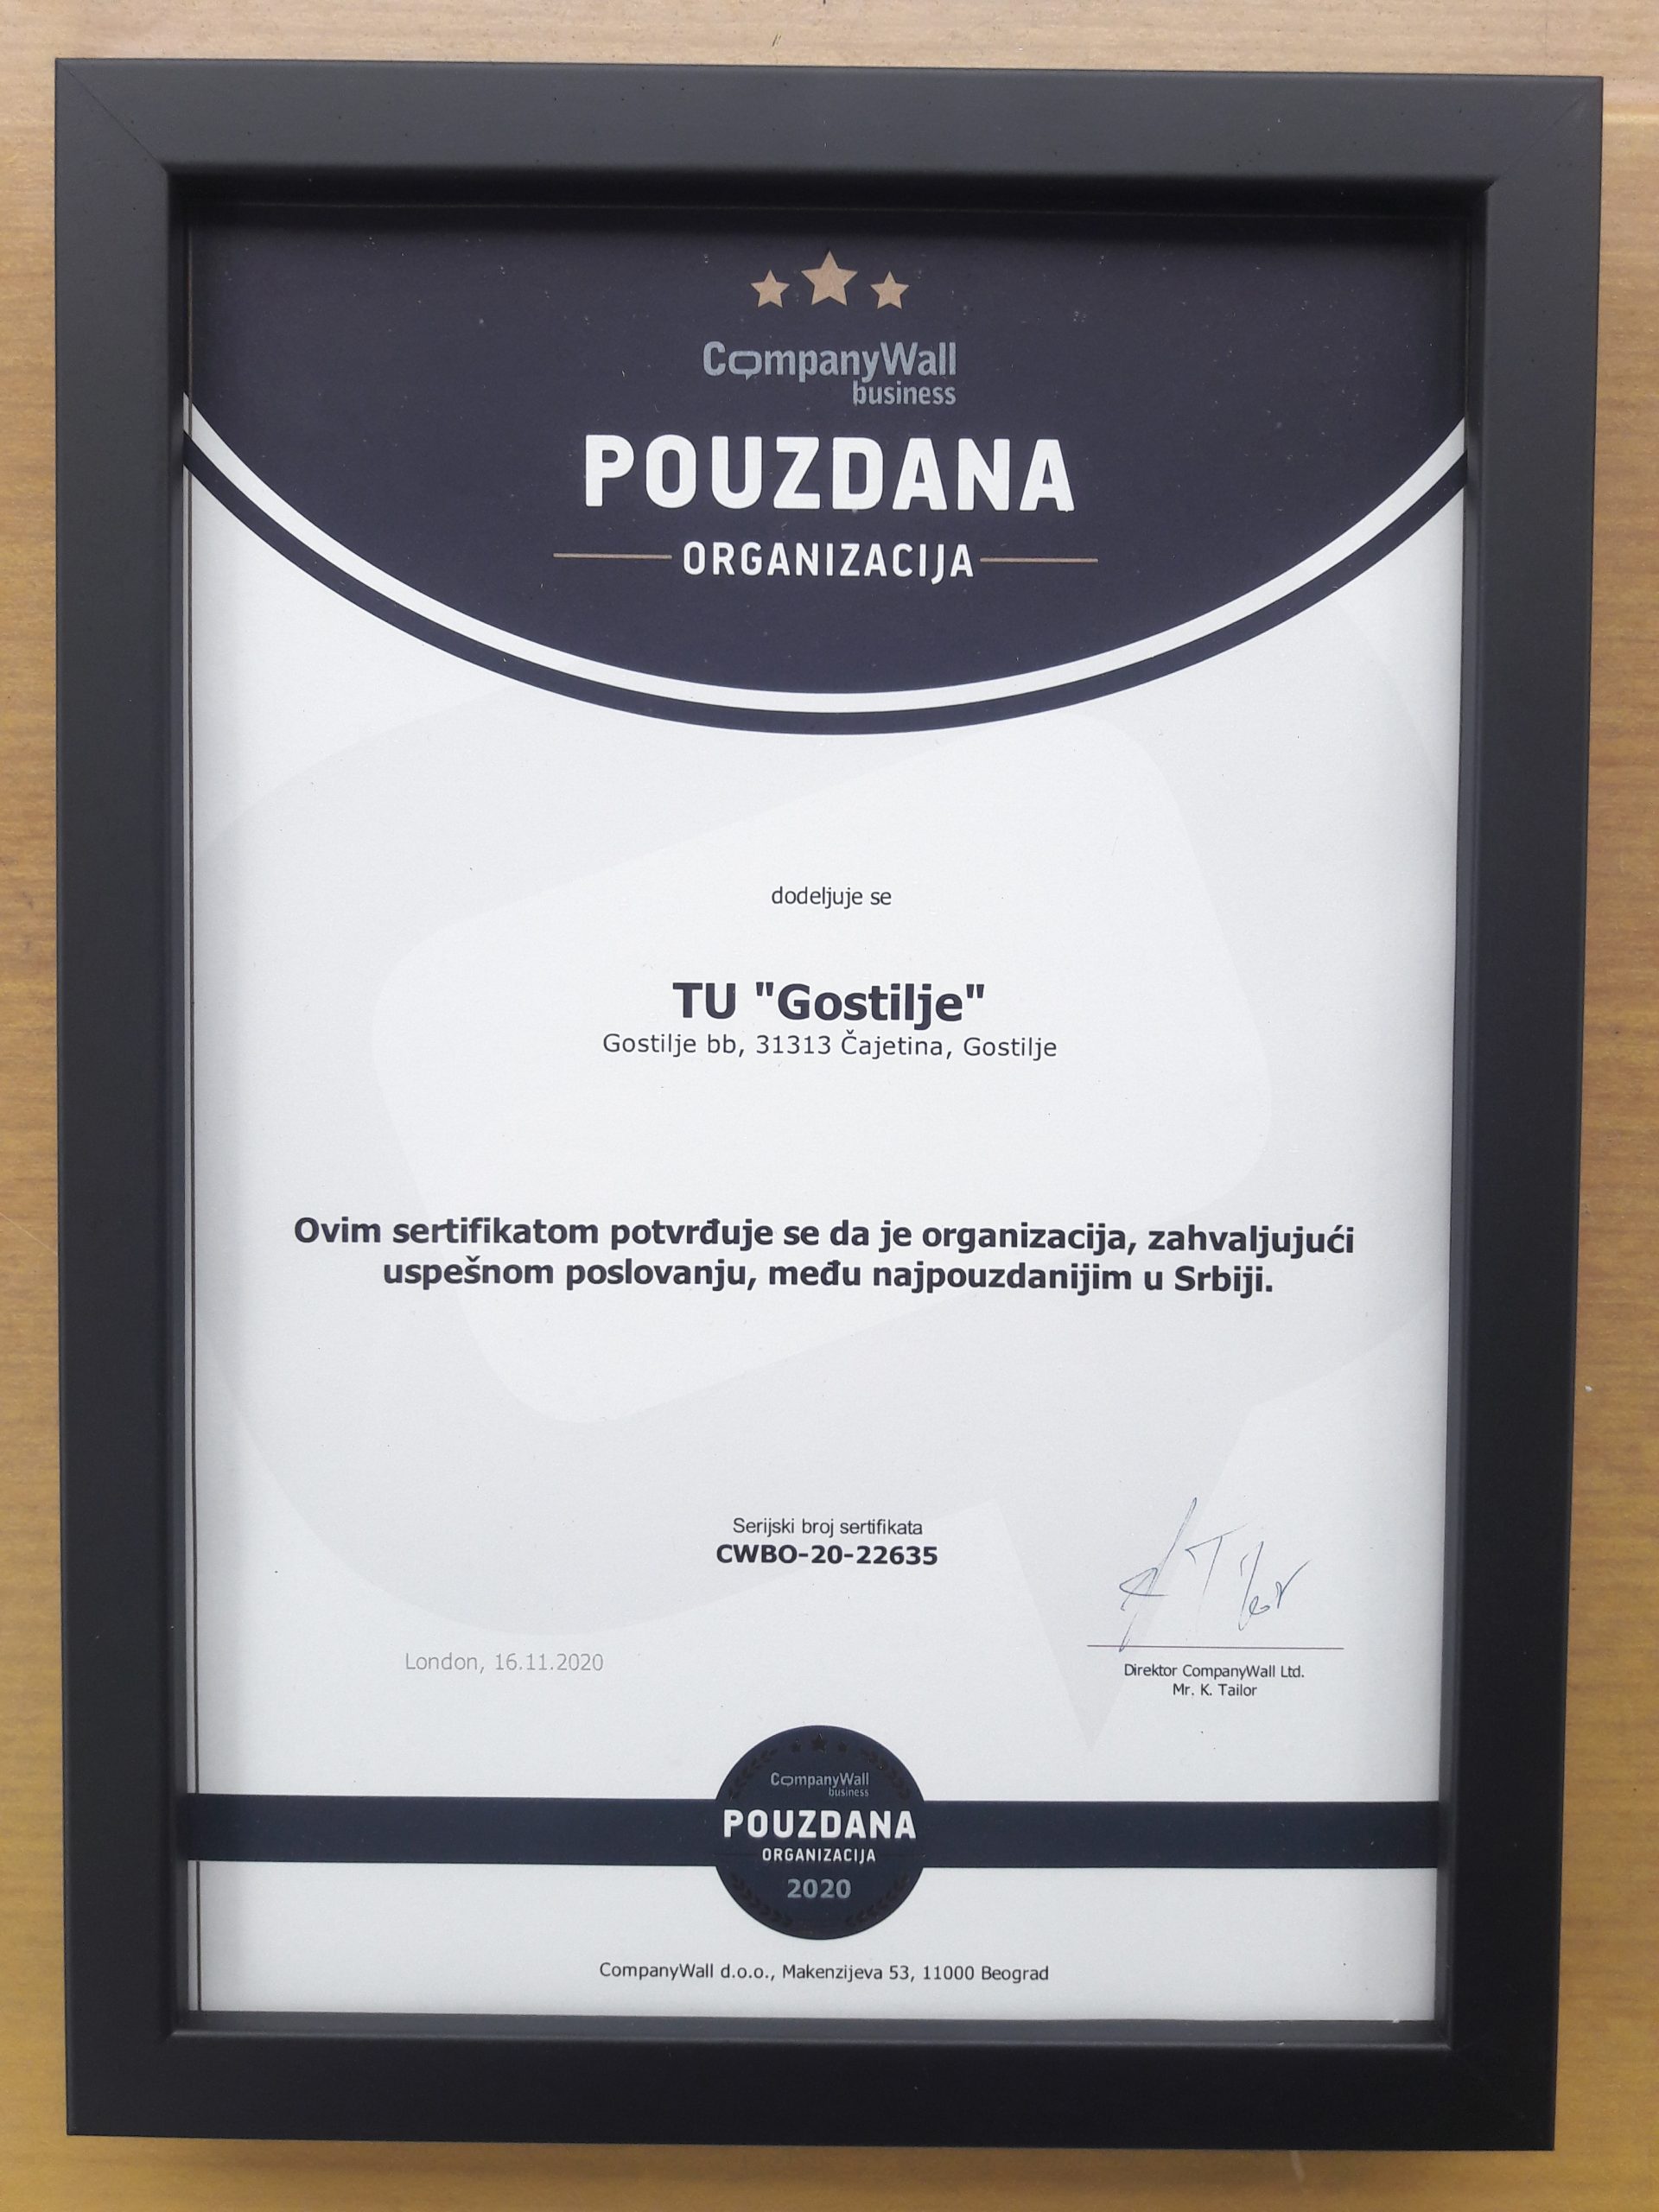 CompanyWall
business
POUZDANA
ORGANIZACIJA
dodeljuje se
TU "Gostilje"
Gostilje bb, 31313 Čajetina, Gostilje
Ovim sertifikatom potvrđuje se da je organizacija, zahvaljujući
uspešnom poslovanju, među najpouzdanijim u Srbiji.
Serijski broj sertifikata
CWBO-20-22635
London, 16.11.2020
Direktor CompanyWall Ltd.
Mr. K. Tailor
CompanyWall
business
POUZDANA
ORGANIZACIJA
2020
CompanyWall d.o.o., Makenzijeva 53, 11000 Beograd